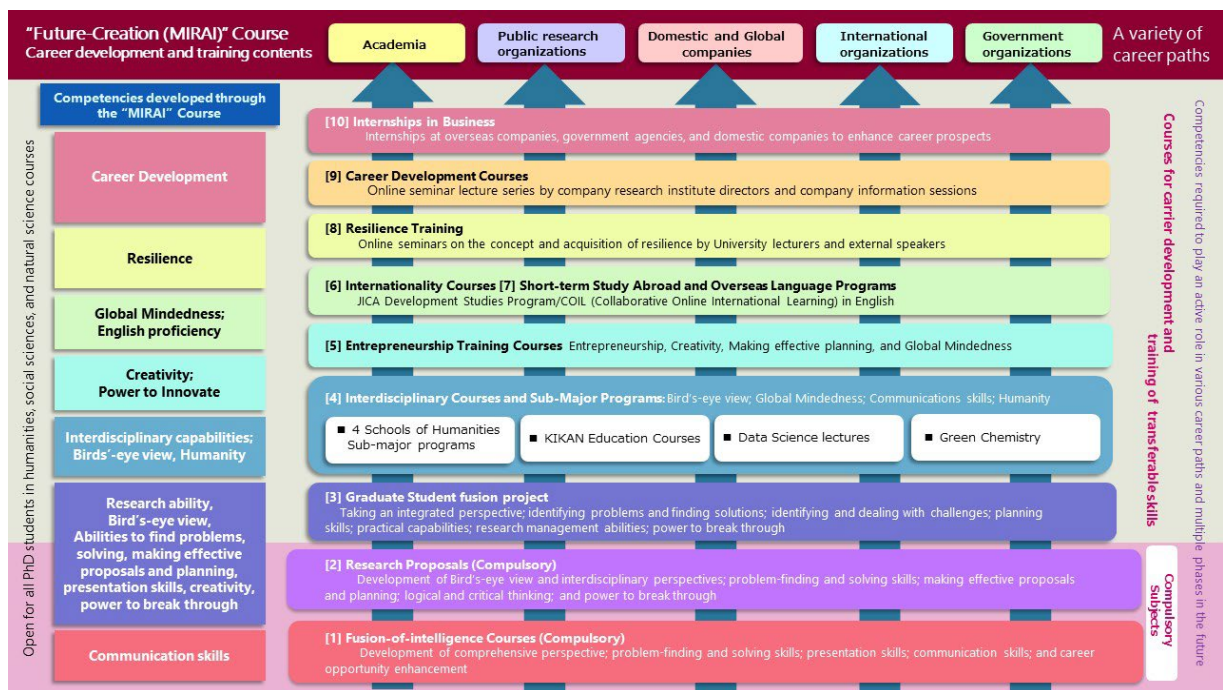 "Future-Creation (MIRAI)" Course
Career development and training contents
Academia
Public research
organizations
Domestic and Global
companies
International
organizations
Government
organizations
A variety of
career paths
Open for all PhD students in humanities, social sciences, and natural science courses
Competencies developed through
the "MIRAI" Course
Career Development
Resilience
Global Mindedness;
English proficiency
Creativity;
Power to Innovate
Interdisciplinary capabilities;
Birds'-eye view, Humanity
Research ability,
Bird's-eye view,
Abilities to find problems,
solving, making effective
proposals and planning,
presentation skills, creativity,
power to break through
Communication skills
[10] Internships in Business
Internships at overseas companies, government agencies, and domestic companies to enhance career prospects
[9] Career Development Courses
Online seminar lecture series by company research institute directors and company information sessions
[8] Resilience Training
Online seminars on the concept and acquisition of resilience by University lecturers and external speakers
[6] Internationality Courses [7] Short-term Study Abroad and Overseas Language Programs
JICA Development Studies Program/COIL (Collaborative Online International Learning) in English
[5] Entrepreneurship Training Courses Entrepreneurship, Creativity, Making effective planning, and Global Mindedness
[4] Interdisciplinary Courses and Sub-Major Programs:Bird's-eye view; Global Mindedness; Communications skills; Humanity
■ 4 Schools of Humanities
Sub-major programs
■ KIKAN Education Courses
■ Data Science lectures
■ Green Chemistry
[3] Graduate Student fusion project
Taking an integrated perspective; identifying problems and finding solutions; identifying and dealing with challenges; planning
skills; practical capabilities; research management abilities; power to break through
[2] Research Proposals (Compulsory)
Development of Bird's-eye view and interdisciplinary perspectives; problem-finding and solving skills; making effective proposals
and planning; logical and critical thinking; and power to break through
[1] Fusion-of-intelligence Courses (Compulsory)
Development of comprehensive perspective; problem-finding and solving skills; presentation skills; communication skills; and career
opportunity enhancement
Courses for carrier development and
training of transferable skills
Compulsory
Subjects
Competencies required to play an active role in various career paths and multiple phases in the future